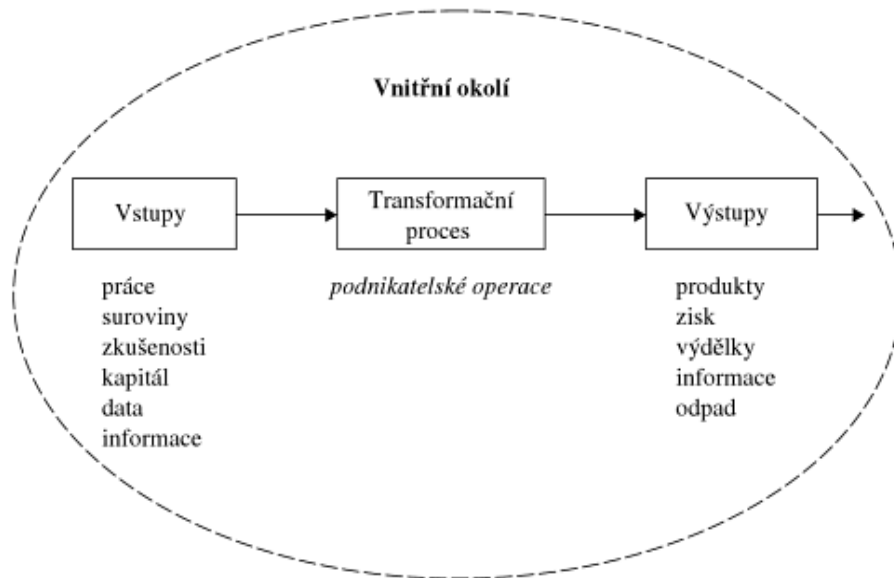 Vnitřní okolí
Vstupy
Transformační
proces
Výstupy
práce
suroviny
zkušenosti
kapitál
data
informace
podnikatelské operace
produkty
zisk
výdělky
informace
odpad